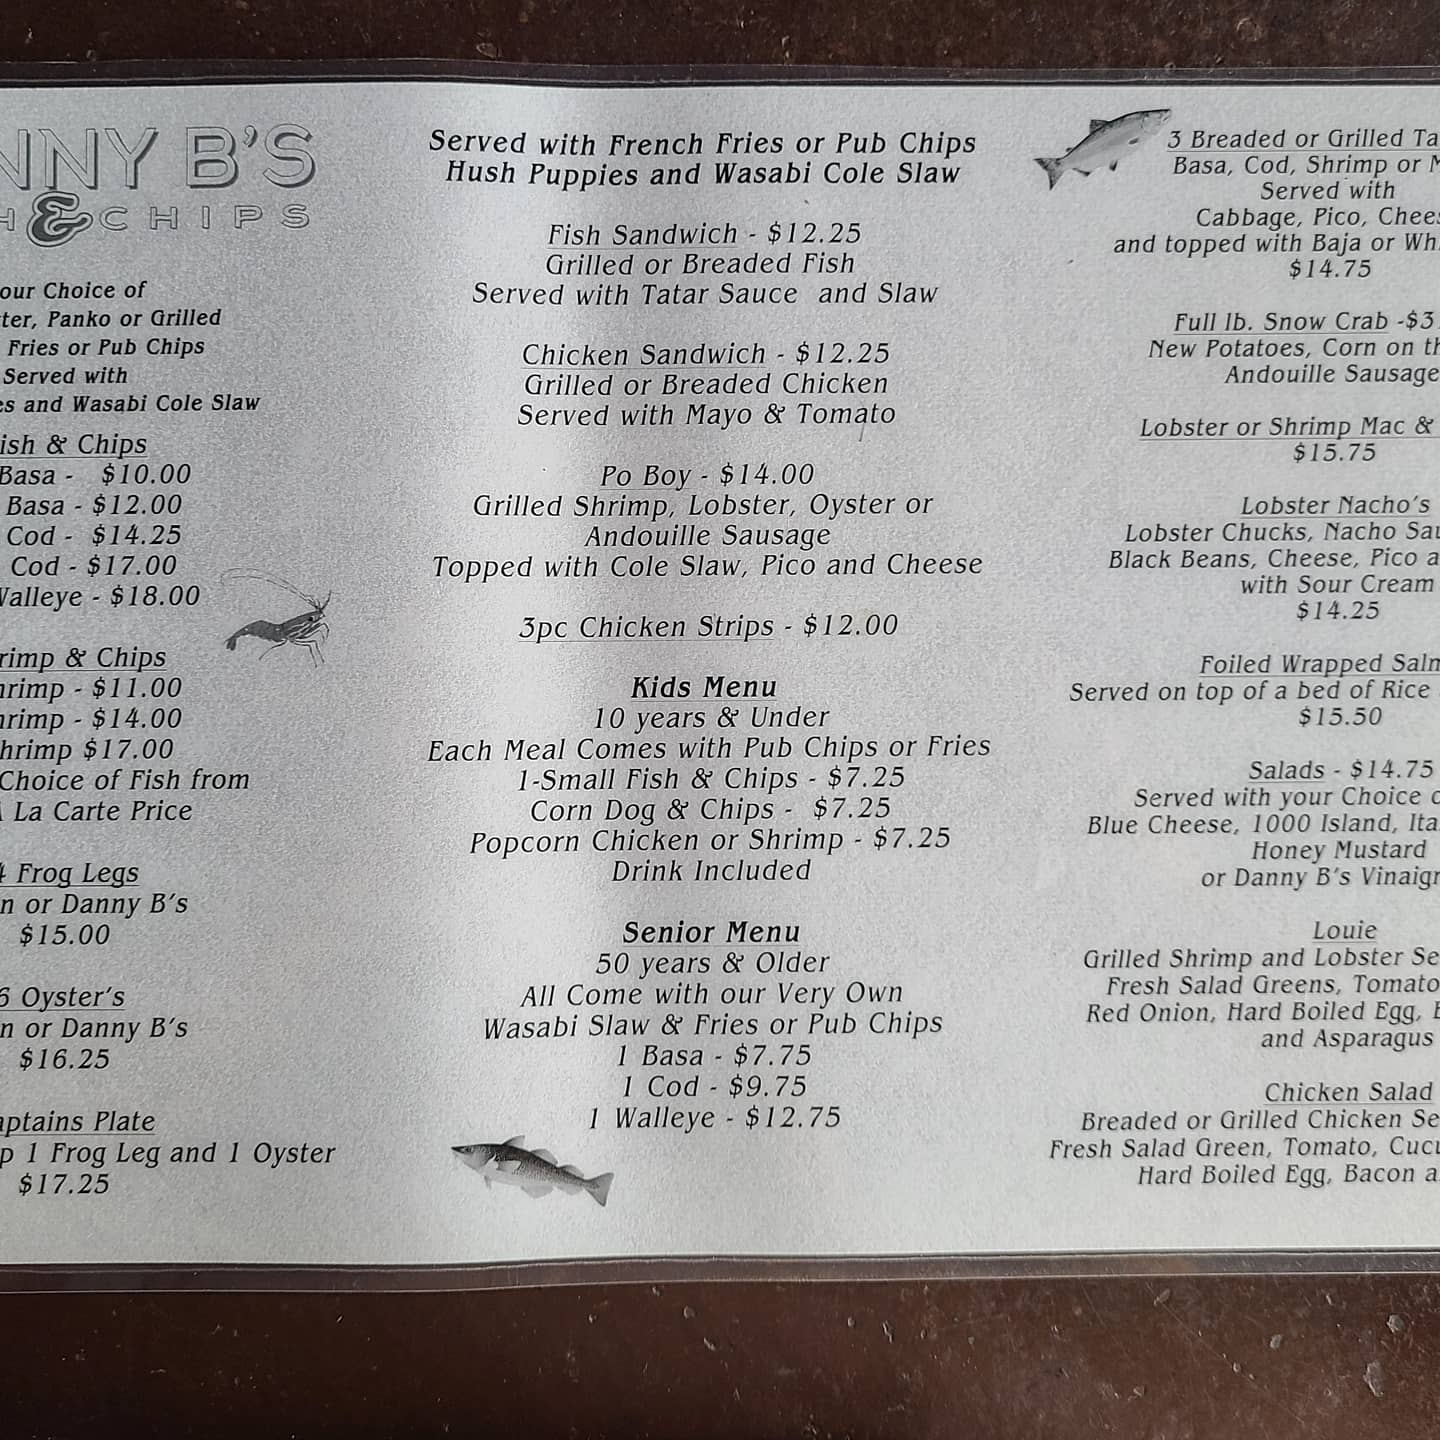 NNY B'S
H & CHIPS
our Choice of
ter, Panko or Grilled
Fries or Pub Chips
Served with
es and Wasabi Cole Slaw
ish & Chips
Basa - $10.00
Basa - $12.00
Cod - $14.25
Cod - $17.00
Walleye - $18.00
rimp & Chips
hrimp - $11.00
hrimp - $14.00
hrimp $17.00
Choice of Fish from
A La Carte Price
4 Frog Legs
n or Danny B's
$15.00
6 Oyster's
n or Danny B's
$16.25
aptains Plate
p 1 Frog Leg and 1 Oyster
$17.25
Served with French Fries or Pub Chips
Hush Puppies and Wasabi Cole Slaw
Fish Sandwich - $12.25
Grilled or Breaded Fish
Served with Tatar Sauce and Slaw
Chicken Sandwich - $12.25
Grilled or Breaded Chicken
Served with Mayo & Tomato
Po Boy - $14.00
Grilled Shrimp, Lobster, Oyster or
Andouille Sausage
Topped with Cole Slaw, Pico and Cheese
3pc Chicken Strips - $12.00
Kids Menu
10 years & Under
Each Meal Comes with Pub Chips or Fries
1-Small Fish & Chips - $7.25
Corn Dog & Chips - $7.25
Popcorn Chicken or Shrimp - $7.25
Drink Included
Senior Menu
50 years & Older
All Come with our Very Own
Wasabi Slaw & Fries or Pub Chips
1 Basa - $7.75
1 Cod - $9.75
1 Walleye - $12.75
3 Breaded or Grilled Ta
Basa, Cod, Shrimp or M
Served with
Cabbage, Pico, Chees
and topped with Baja or Wh
$14.75
Full lb. Snow Crab -$3
New Potatoes, Corn on th
Andouille Sausage
Lobster or Shrimp Mac &
$15.75
Lobster Nacho's
Lobster Chucks, Nacho Sau
Black Beans, Cheese, Pico a
with Sour Cream
$14.25
Foiled Wrapped Salm
Served on top of a bed of Rice
$15.50
Salads - $14.75
Served with your Choice o
Blue Cheese, 1000 Island, Ita
Honey Mustard
or Danny B's Vinaigr
Louie
Grilled Shrimp and Lobster Se
Fresh Salad Greens, Tomato
Red Onion, Hard Boiled Egg,
and Asparagus
Chicken Salad
Breaded or Grilled Chicken Se
Fresh Salad Green, Tomato, Cucu
Hard Boiled Egg, Bacon a